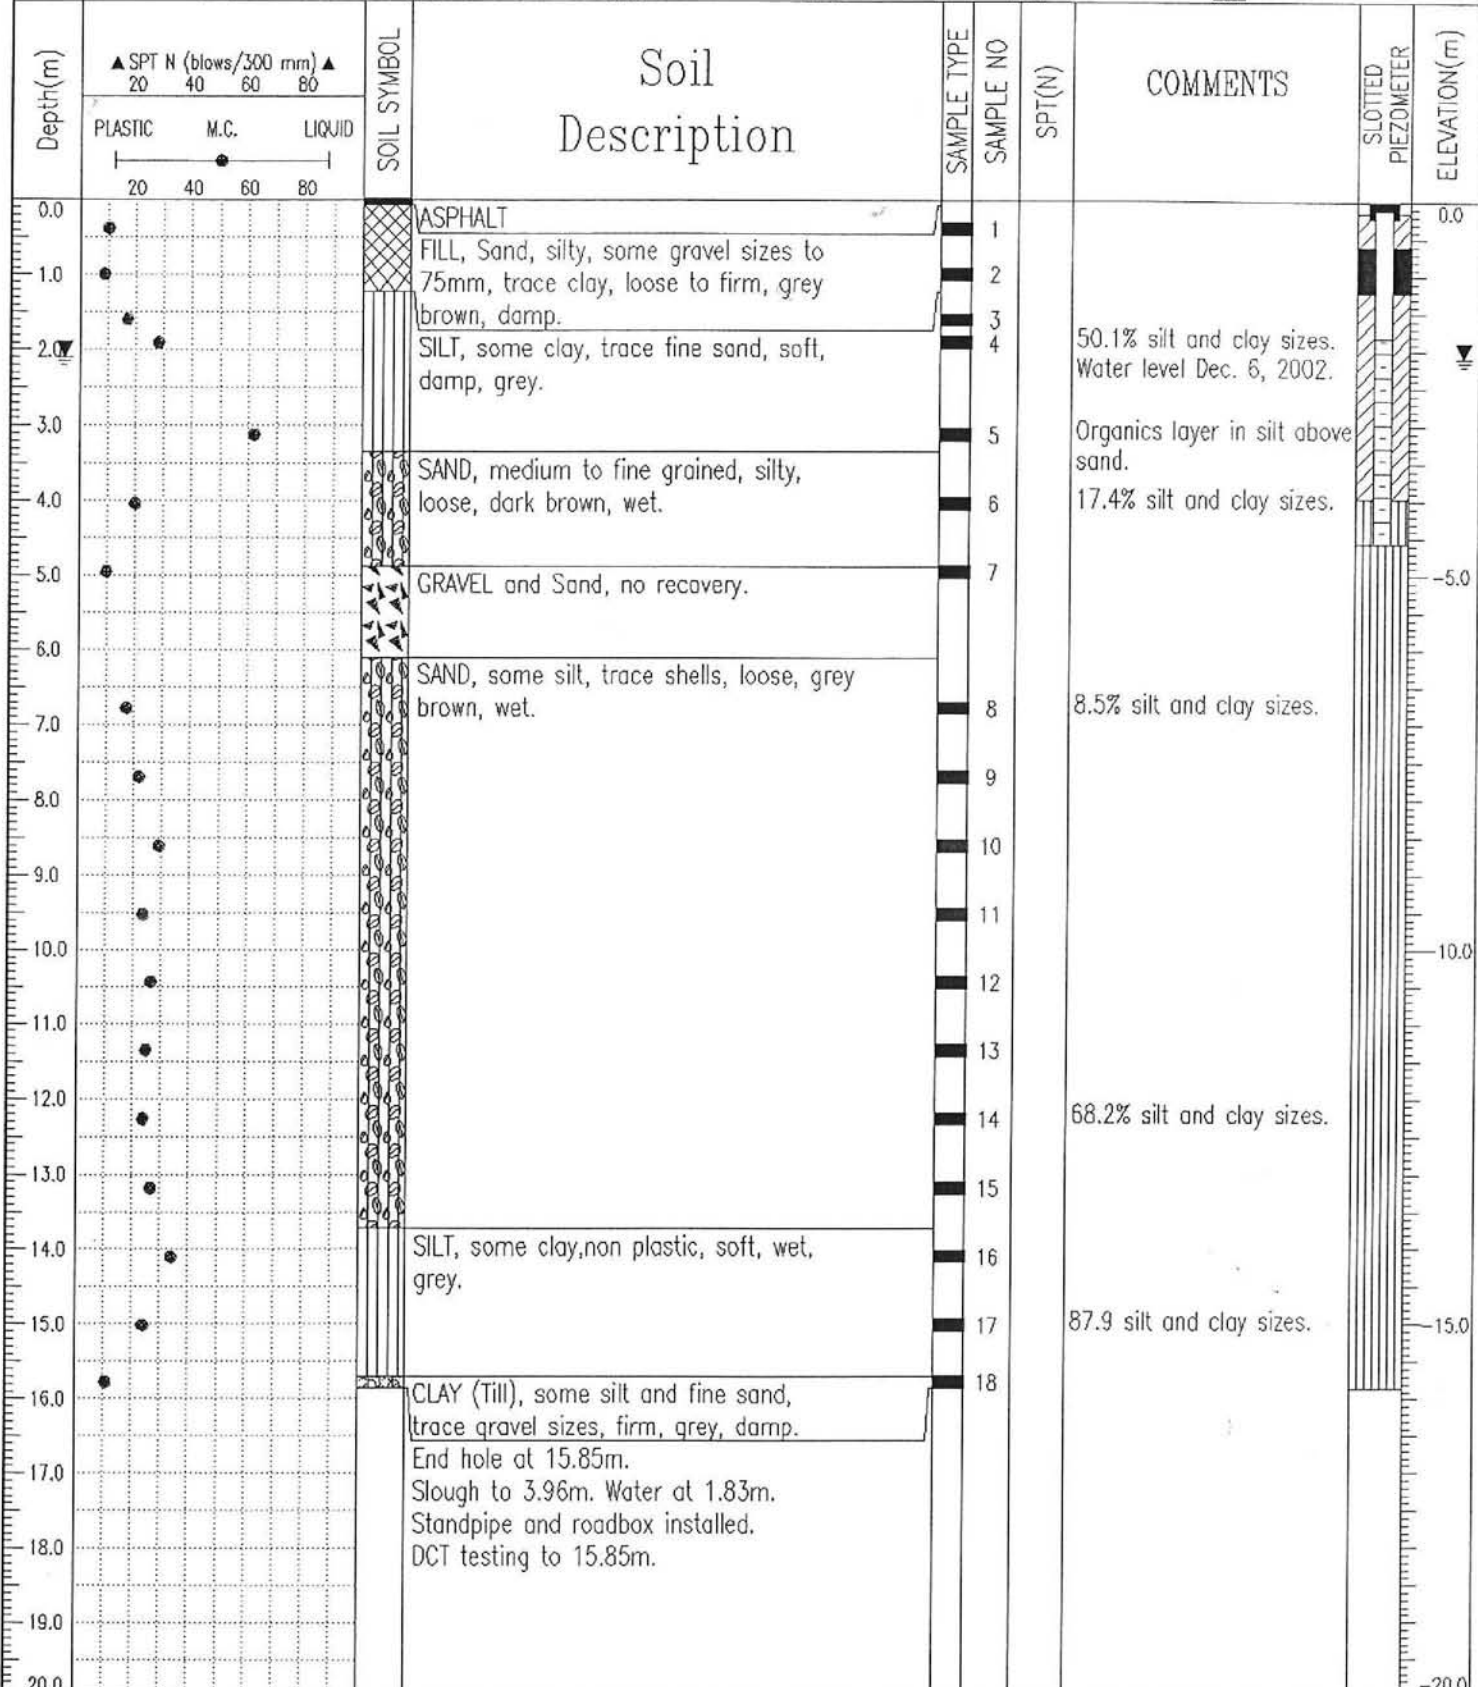 Depth(m)
▲ SPT N (blows/300 mm) ▲
20 40 60 80
PLASTIC M.C. LIQUID
20 40 60 80
SOIL SYMBOL
Soil
Description
SAMPLE TYPE
SAMPLE NO
SPT(N)
COMMENTS
SLOTTED
PIEZOMETER
ELEVATION(m)
0.0
1.0
2.0
3.0
4.0
5.0
6.0
7.0
8.0
9.0
10.0
11.0
12.0
13.0
14.0
15.0
16.0
17.0
18.0
19.0
20.0
ASPHALT
FILL, Sand, silty, some gravel sizes to
75mm, trace clay, loose to firm, grey
brown, damp.
SILT, some clay, trace fine sand, soft,
damp, grey.
SAND, medium to fine grained, silty,
loose, dark brown, wet.
GRAVEL and Sand, no recovery.
SAND, some silt, trace shells, loose, grey
brown, wet.
SILT, some clay,non plastic, soft, wet,
grey.
CLAY (Till), some silt and fine sand,
trace gravel sizes, firm, grey, damp.
End hole at 15.85m.
Slough to 3.96m. Water at 1.83m.
Standpipe and roadbox installed.
DCT testing to 15.85m.
1
2
3
4
5
6
7
8
9
10
11
12
13
14
15
16
17
18
50.1% silt and clay sizes.
Water level Dec. 6, 2002.
Organics layer in silt above
sand.
17.4% silt and clay sizes.
8.5% silt and clay sizes.
68.2% silt and clay sizes.
87.9 silt and clay sizes.
0.0
-5.0
-10.0
-15.0
-20.0